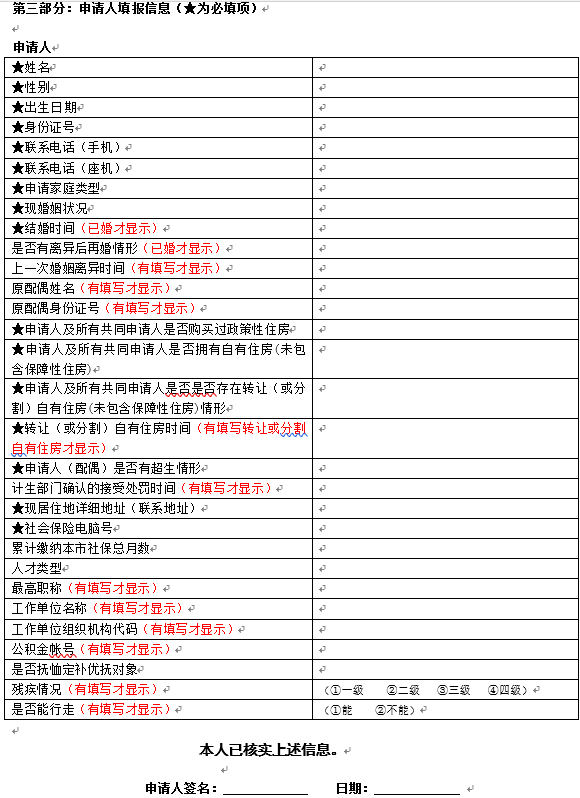 第三部分：申请人填报信息（★为必填项）
申请人
★姓名
★性别
★出生日期
★身份证号
★联系电话（手机）
★联系电话（座机）
★申请家庭类型
★现婚姻状况
★结婚时间（已婚才显示）
是否有离异后再婚情形（已婚才显示）
上一次婚姻离异时间（有填写才显示）
原配偶姓名（有填写才显示）
原配偶身份证号（有填写才显示）
★申请人及所有共同申请人是否购买过政策性住房
★申请人及所有共同申请人是否拥有自有住房(未包
含保障性住房)
★申请人及所有共同申请人是否是否存在转让（或分
割）自有住房(未包含保障性住房)情形
★转让（或分割）自有住房时间（有填写转让或分割
自有住房才显示）
★申请人（配偶）是否有超生情形
计生部门确认的接受处罚时间（有填写才显示）
★现居住地详细地址（联系地址）
★社会保险电脑号
累计缴纳本市社保总月数
人才类型
最高职称（有填写才显示）
工作单位名称（有填写才显示）
工作单位组织机构代码（有填写才显示）
公积金帐号（有填写才显示）
是否抚恤定补优抚对象
残疾情况（有填写才显示） （①一级 ②二级 ③三级 ④四级）
是否能行走（有填写才显示） （①能 ②不能）
本人已核实上述信息。
申请人签名：____________ 日期：____________